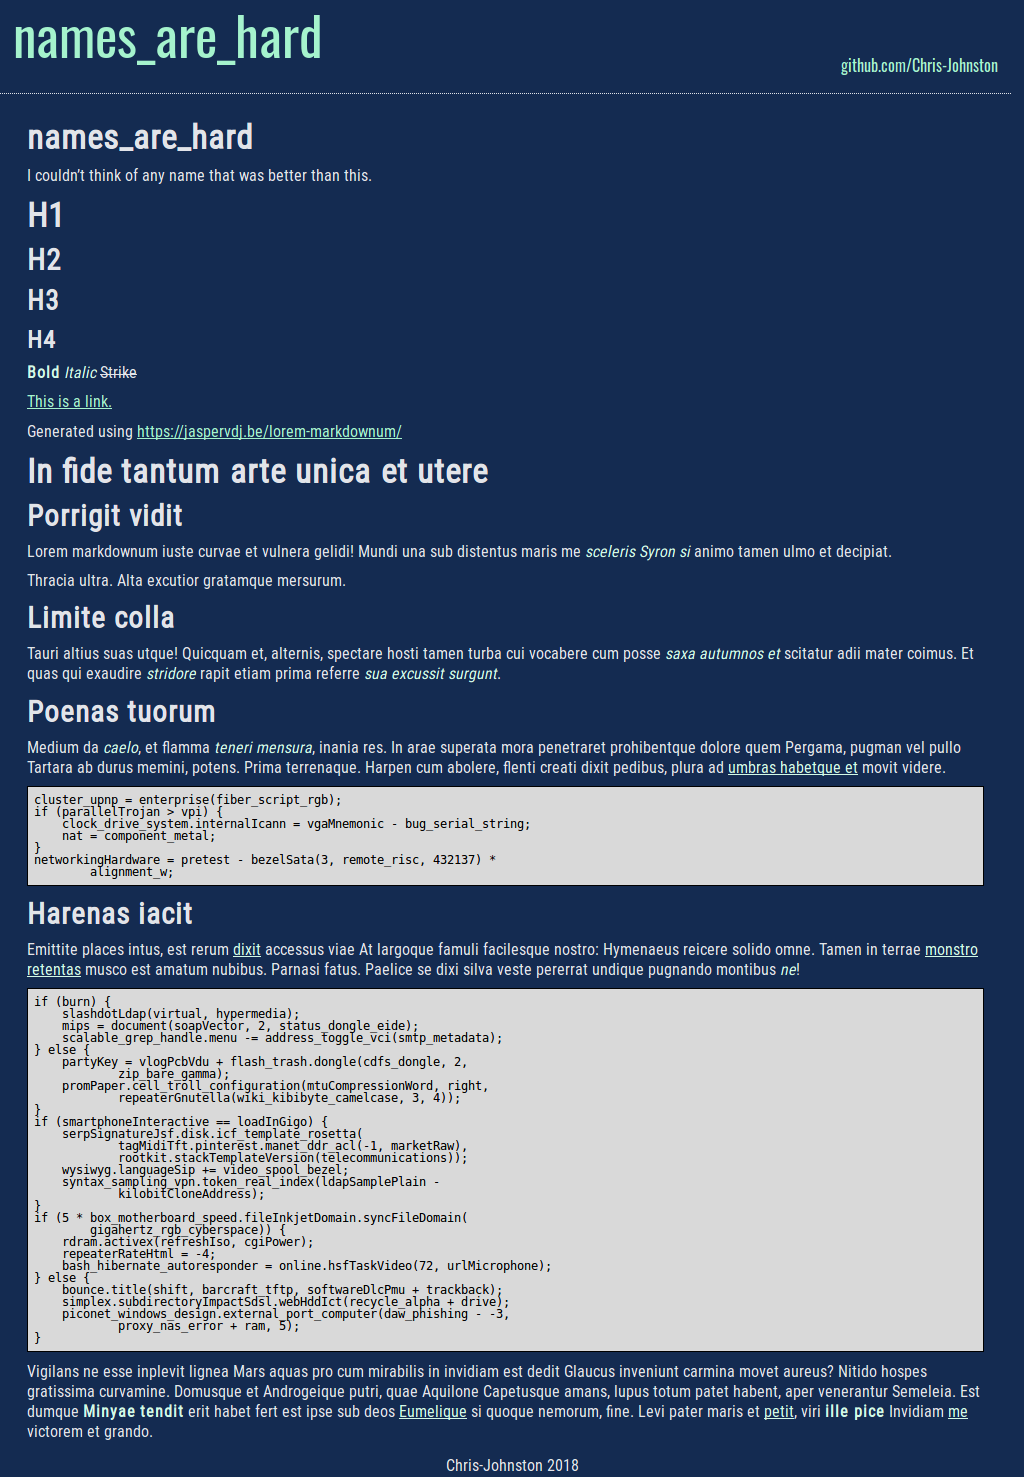 names_are_hard
github.com/Chris-Johnston
names_are_hard
I couldn't think of any name that was better than this.
H1
H2
H3
H4
Bold Italic Strike
This is a link.
Generated using https://jaspervdj.be/lorem-markdownum/
In fide tantum arte unica et utere
Porrigit vidit
Lorem markdownum iuste curvae et vulnera gelidi! Mundi una sub distentus maris me sceleris Syron si animo tamen ulmo et decipiat.
Thracia ultra. Alta excutior gratamque mersurum.
Limite colla
Tauri altius suas utque! Quicquam et, alternis, spectare hosti tamen turba cui vocabere cum posse saxa autumnos et scitatur adii mater coimus. Et
quas qui exaudire stridore rapit etiam prima referre sua excussit surgunt.
Poenas tuorum
Medium da caelo, et flamma teneri mensura, inania res. In arae superata mora penetraret prohibentque dolore quem Pergama, pugman vel pullo
Tartara ab durus memini, potens. Prima terrenaque. Harpen cum abolere, flenti creati dixit pedibus, plura ad umbras habetque et movit videre.
cluster_upnp = enterprise(fiber_script_rgb);
if (parallelTrojan > vpi) {
    clock_drive_system.internalIcann = vgaMnemonic - bug_serial_string;
    nat = component_metal;
}
networkingHardware = pretest - bezelSata(3, remote_risc, 432137) *
        alignment_w;
Harenas iacit
Emittite places intus, est rerum dixit accessus viae At largoque famuli facilesque nostro: Hymenaeus reicere solido omne. Tamen in terrae monstro
retentas musco est amatum nubibus. Parnasi fatus. Paelice se dixi silva veste pererrat undique pugnando montibus ne!
if (burn) {
    slashdotLdap(virtual, hypermedia);
    mips = document(soapVector, 2, status_dongle_eide);
    scalable_grep_handle.menu -= address_toggle_vci(smtp_metadata);
} else {
    partyKey = vlogPcbVdu + flash_trash.dongle(cdfs_dongle, 2,
            zip_bare_gamma);
    promPaper.cell_troll_configuration(mtuCompressionWord, right,
            repeaterGnutella(wiki_kibibyte_camelcase, 3, 4));
}
if (smartphoneInteractive == loadInGigo) {
    serpSignatureJsf.disk.icf_template_rosetta(
            tagMidiTft.pinterest.manet_ddr_acl(-1, marketRaw),
            rootkit.stackTemplateVersion(telecommunications));
    wysiwyg.languageSip += video_spool_bezel;
    syntax_sampling_vpn.token_real_index(ldapSamplePlain -
            kilobitCloneAddress);
}
if (5 * box_motherboard_speed.fileInkjetDomain.syncFileDomain(
        gigahertz_rgb_cyberspace)) {
    rdram.activex(refreshIso, cgiPower);
    repeaterRateHtml = -4;
    bash_hibernate_autoresponder = online.hsfTaskVideo(72, urlMicrophone);
} else {
    bounce.title(shift, barcraft_tftp, softwareDlcPmu + trackback);
    simplex.subdirectoryImpactSdsl.webHddIct(recycle_alpha + drive);
    piconet_windows_design.external_port_computer(daw_phishing - -3,
            proxy_nas_error + ram, 5);
}
Vigilans ne esse inplevit lignea Mars aquas pro cum mirabilis in invidiam est dedit Glaucus inveniunt carmina movet aureus? Nitido hospes
gratissima curvamine. Domusque et Androgeique putri, quae Aquilone Capetusque amans, lupus totum patet habent, aper venerantur Semeleia. Est
dumque Minyae tendit erit habet fert est ipse sub deos Eumelique si quoque nemorum, fine. Levi pater maris et petit, viri ille pice Invidiam me
victorem et grando.
Chris-Johnston 2018